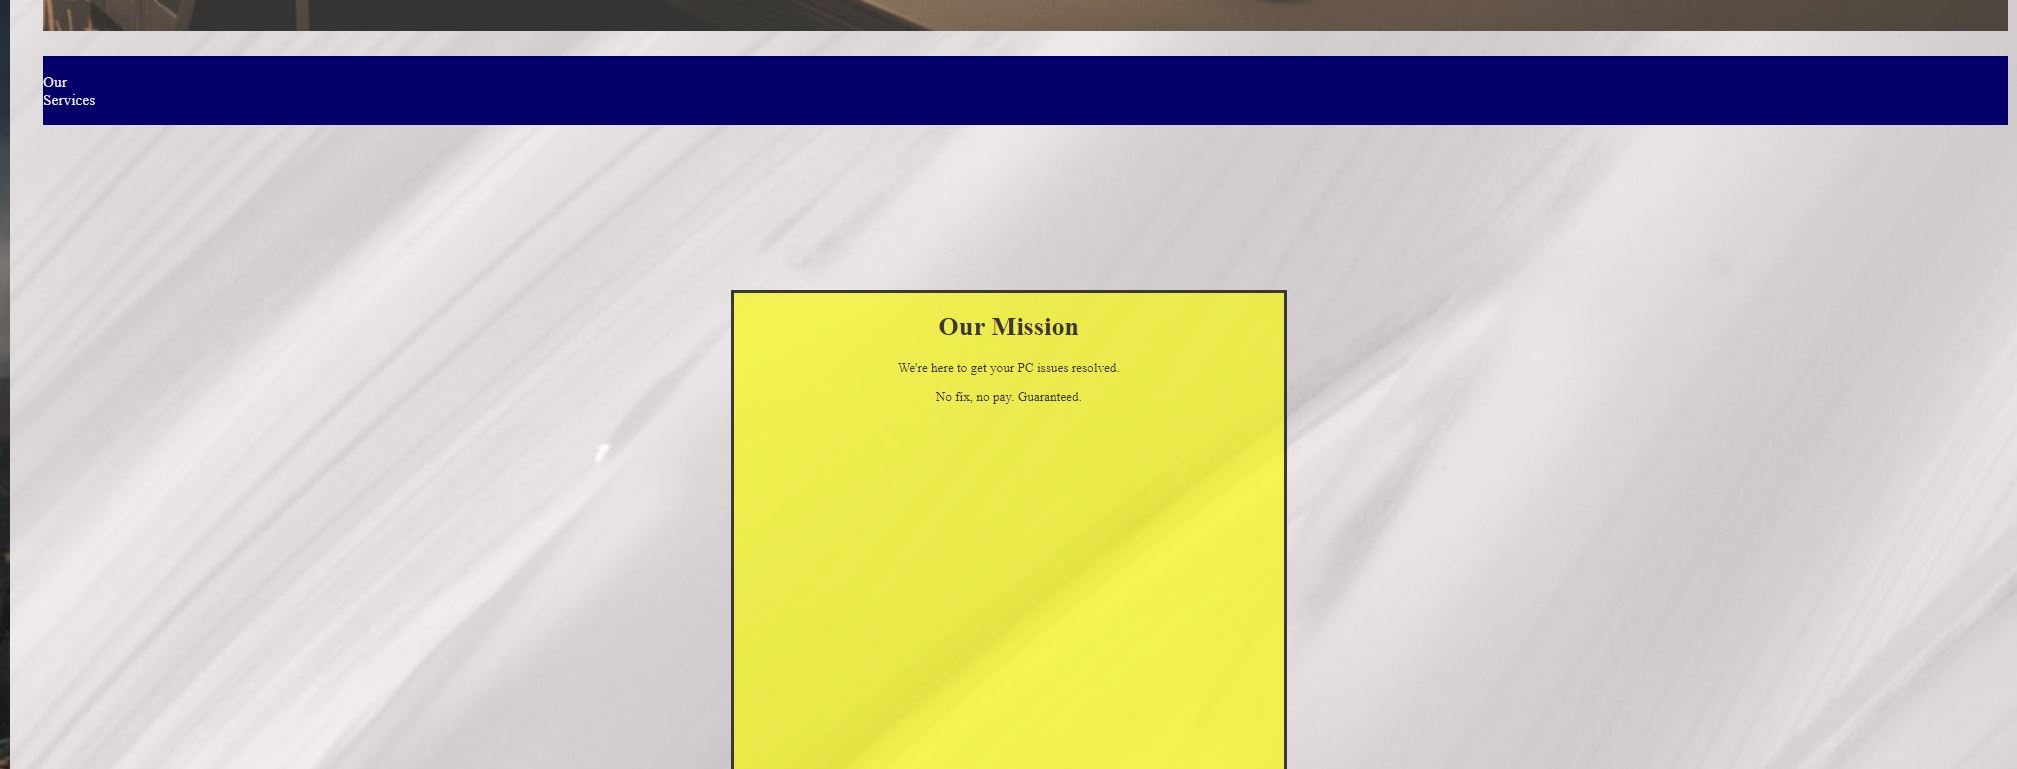 Our
Services
Our Mission
We're here to get your PC issues resolved.
No fix, no pay. Guaranteed.